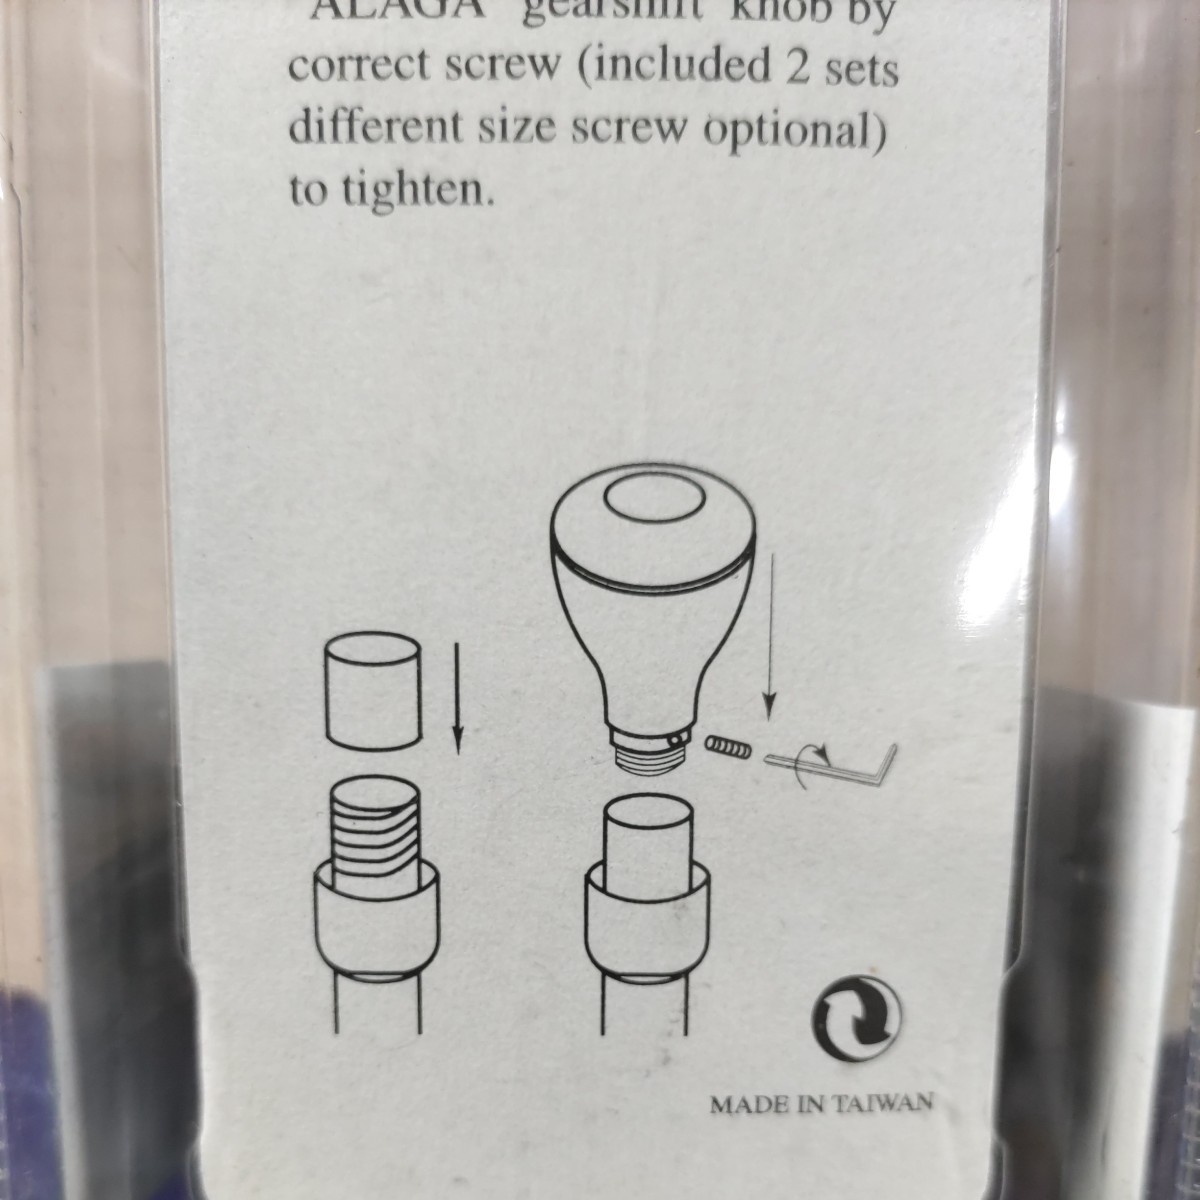 "ALAGA" gearshift knob by
correct screw (included 2 sets
different size screw optional)
to tighten.
MADE IN TAIWAN